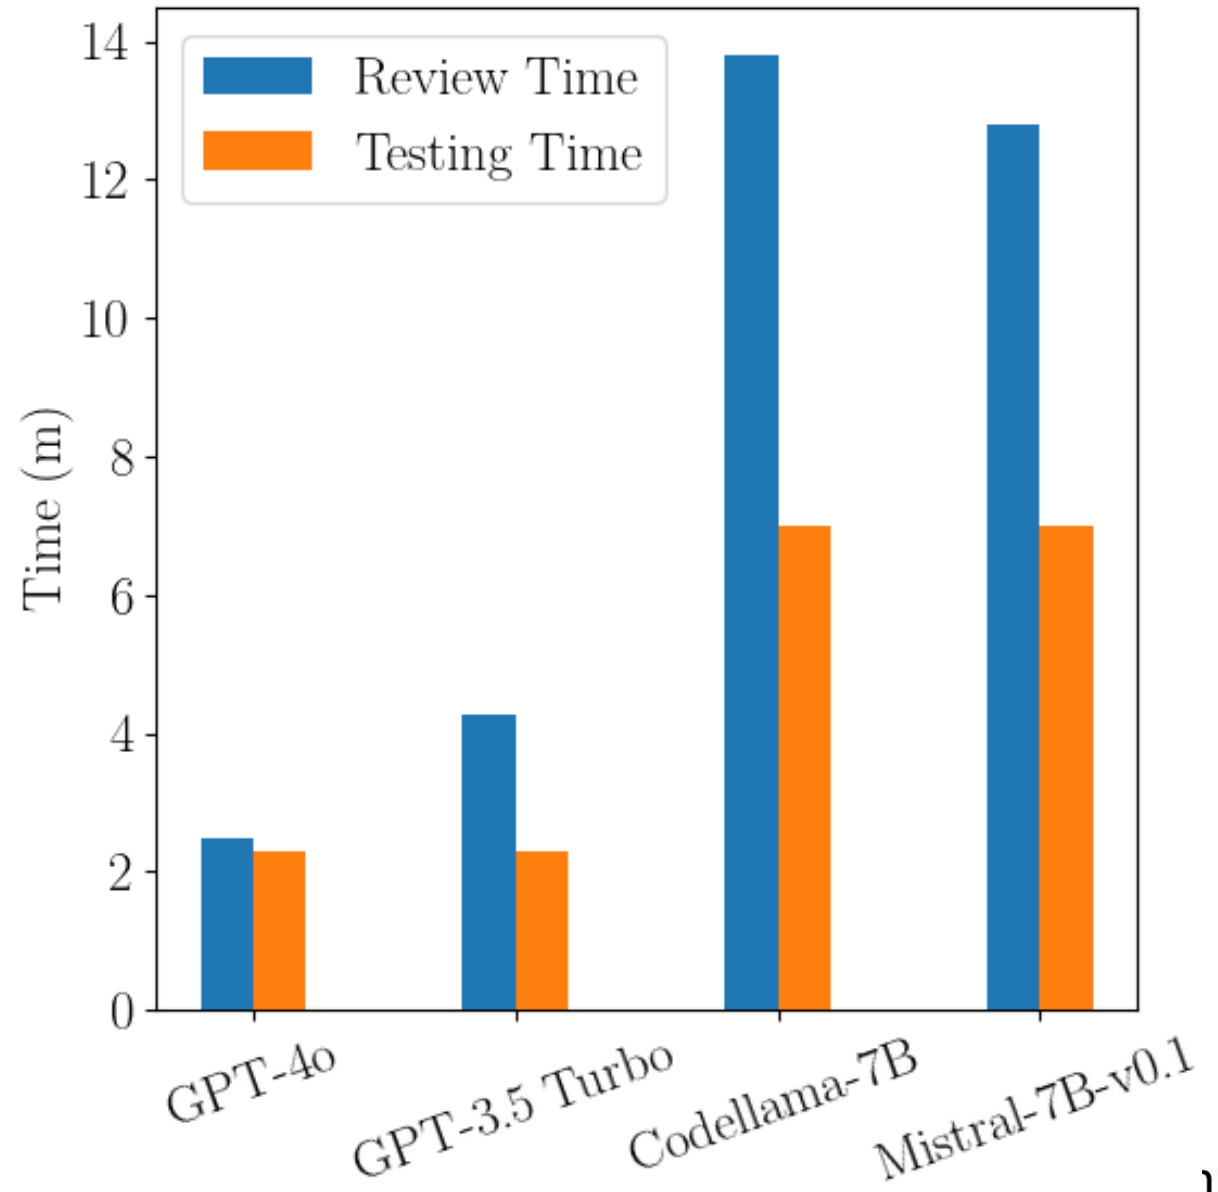 14
12
10
8
6
4
2
0
Time (m)
Review Time
Testing Time
GPT-4o
GPT-3.5 Turbo
Codellama-7B
Mistral-7B-v0.1